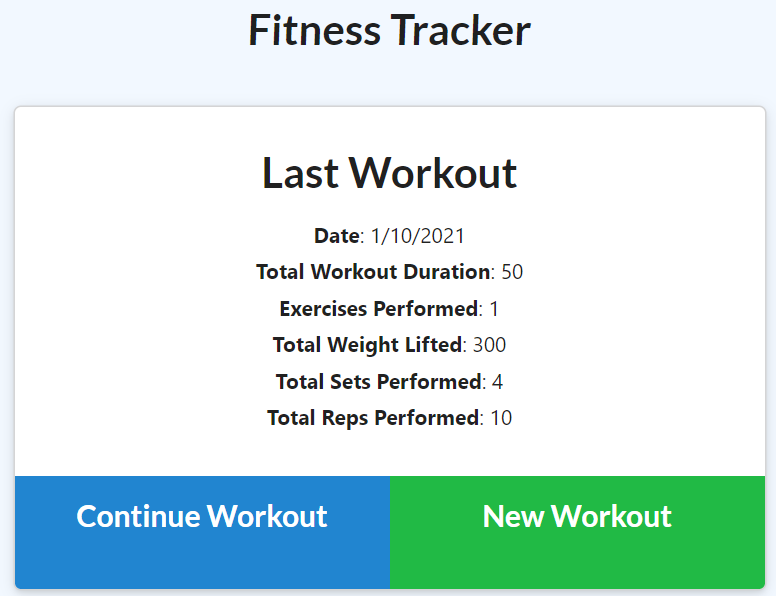 Fitness Tracker
Last Workout
Date: 1/10/2021
Total Workout Duration: 50
Exercises Performed: 1
Total Weight Lifted: 300
Total Sets Performed: 4
Total Reps Performed: 10
Continue Workout
New Workout